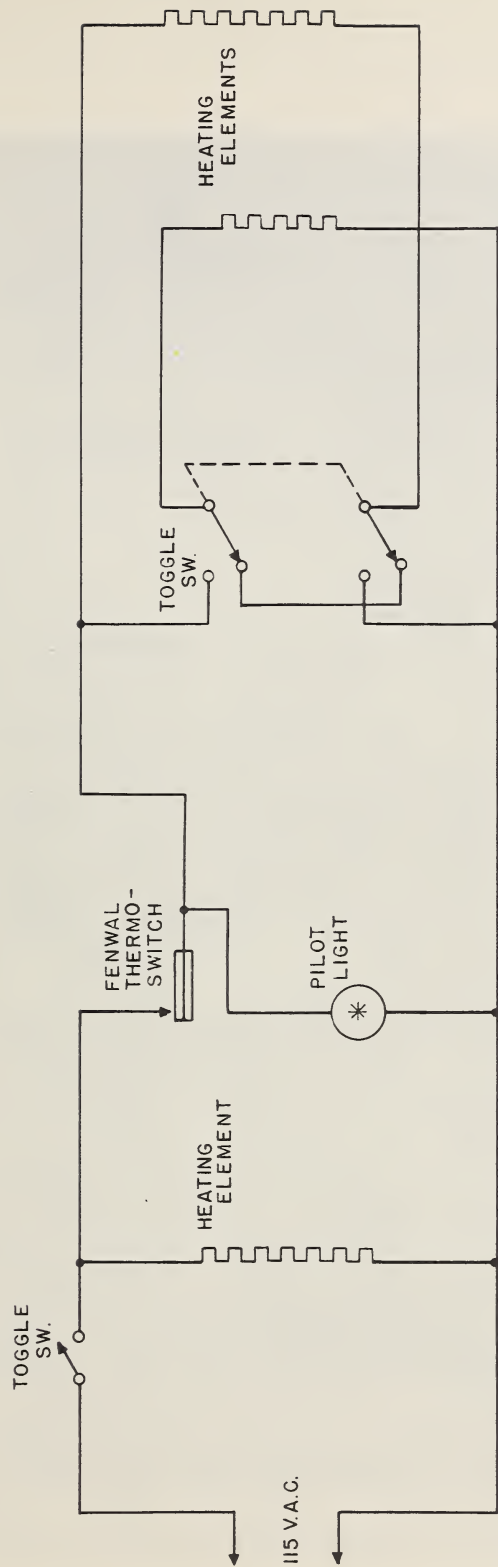 TOGGLE
SW.
115 V.A.C.
HEATING
ELEMENT
FENWAL
THERMO-
SWITCH
PILOT
LIGHT
TOGGLE
SW.
HEATING
ELEMENTS